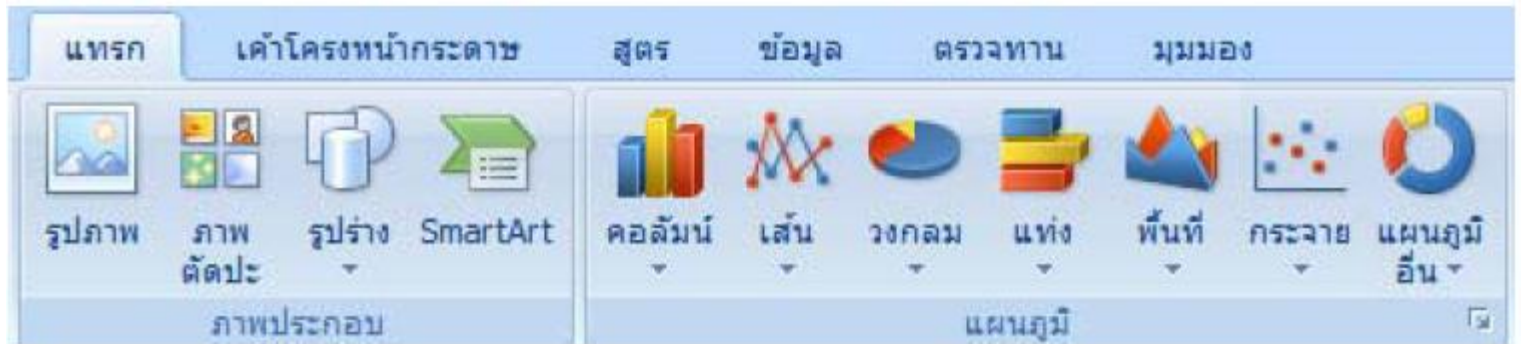 แทรก เค้าโครงหน้ากระดาษ สูตร ข้อมูล ตรวจทาน มุมมอง
รูปภาพ ภาพ รูปร่าง SmartArt คอลัมน์ เส้น วงกลม แท่ง พื้นที่ กระจาย แผนภูมิ
ตัดปะ อื่น
ภาพประกอบ แผนภูมิ